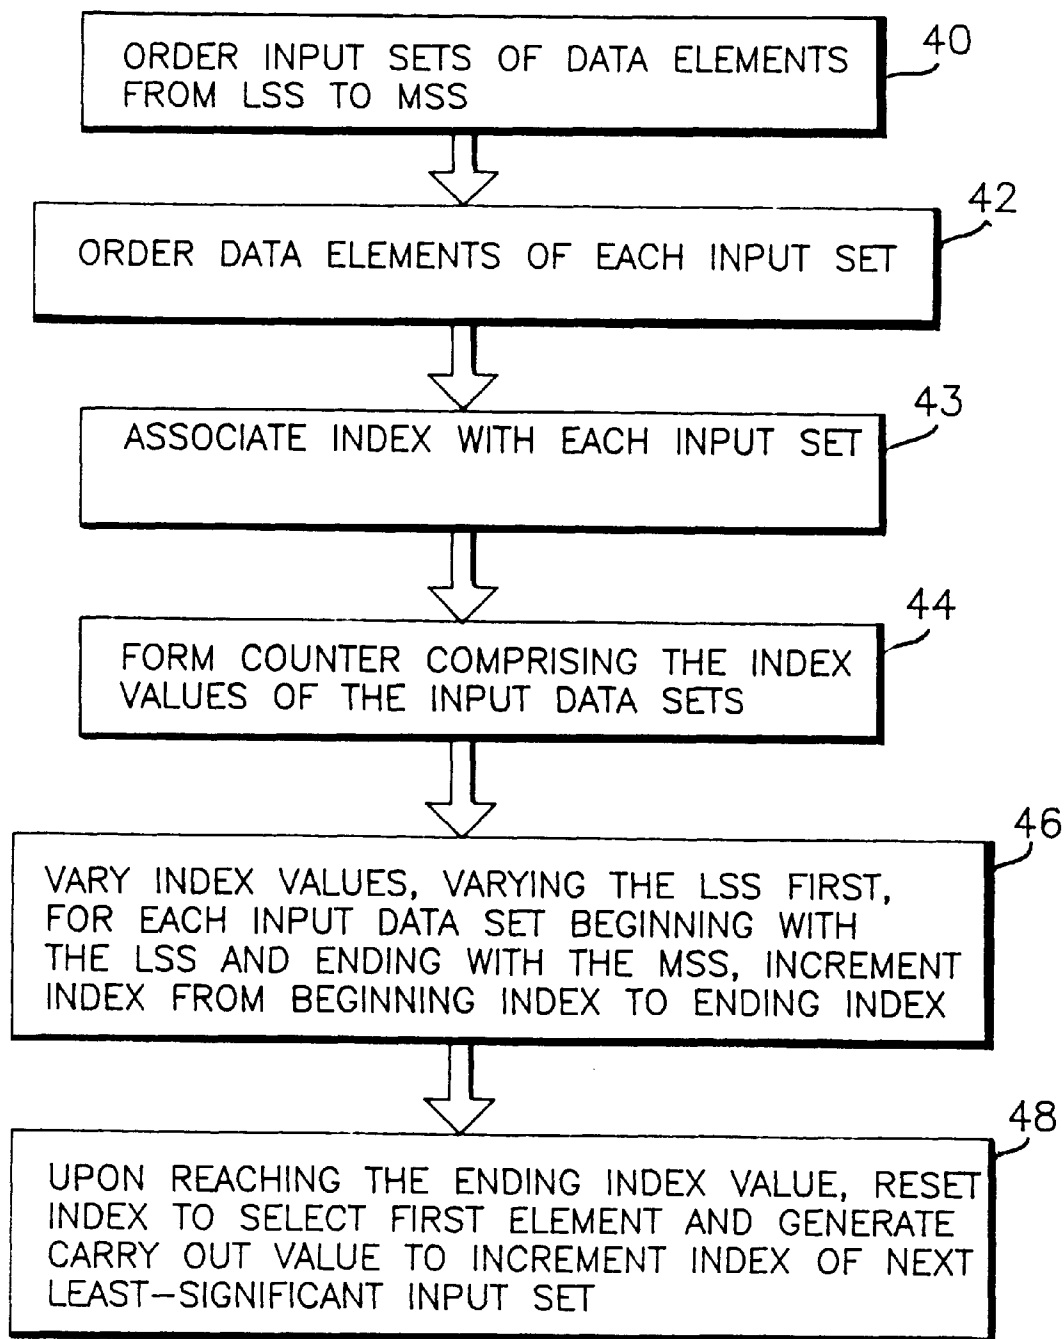 40
ORDER INPUT SETS OF DATA ELEMENTS
FROM LSS TO MSS
42
ORDER DATA ELEMENTS OF EACH INPUT SET
43
ASSOCIATE INDEX WITH EACH INPUT SET
44
FORM COUNTER COMPRISING THE INDEX
VALUES OF THE INPUT DATA SETS
46
VARY INDEX VALUES, VARYING THE LSS FIRST,
FOR EACH INPUT DATA SET BEGINNING WITH
THE LSS AND ENDING WITH THE MSS, INCREMENT
INDEX FROM BEGINNING INDEX TO ENDING INDEX
48
UPON REACHING THE ENDING INDEX VALUE, RESET
INDEX TO SELECT FIRST ELEMENT AND GENERATE
CARRY OUT VALUE TO INCREMENT INDEX OF NEXT
LEAST-SIGNIFICANT INPUT SET